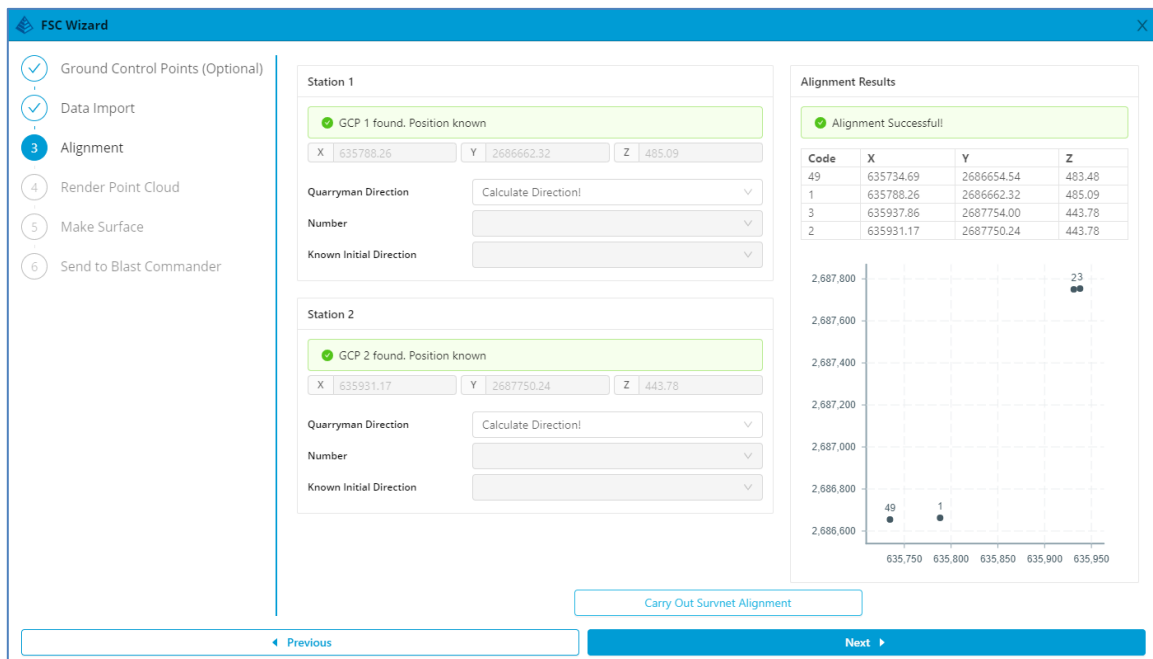 FSC Wizard
X
Ground Control Points (Optional)
Data Import
3 Alignment
4 Render Point Cloud
5 Make Surface
6 Send to Blast Commander
Station 1
GCP 1 found. Position known
X 635788.26 Y 2686662.32 Z 485.09
Quarryman Direction Calculate Direction!
Number
Known Initial Direction
Station 2
GCP 2 found. Position known
X 635931.17 Y 2687750.24 Z 443.78
Quarryman Direction Calculate Direction!
Number
Known Initial Direction
Alignment Results
Alignment Successful!
Code X Y Z
49 635734.69 2686654.54 483.48
1 635788.26 2686662.32 485.09
3 635937.86 2687754.00 443.78
2 635931.17 2687750.24 443.78
2,687,800
23
2,687,600
2,687,400
2,687,200
2,687,000
2,686,800
49 1
2,686,600
635,750 635,800 635,850 635,900 635,950
Carry Out Survnet Alignment
Previous
Next